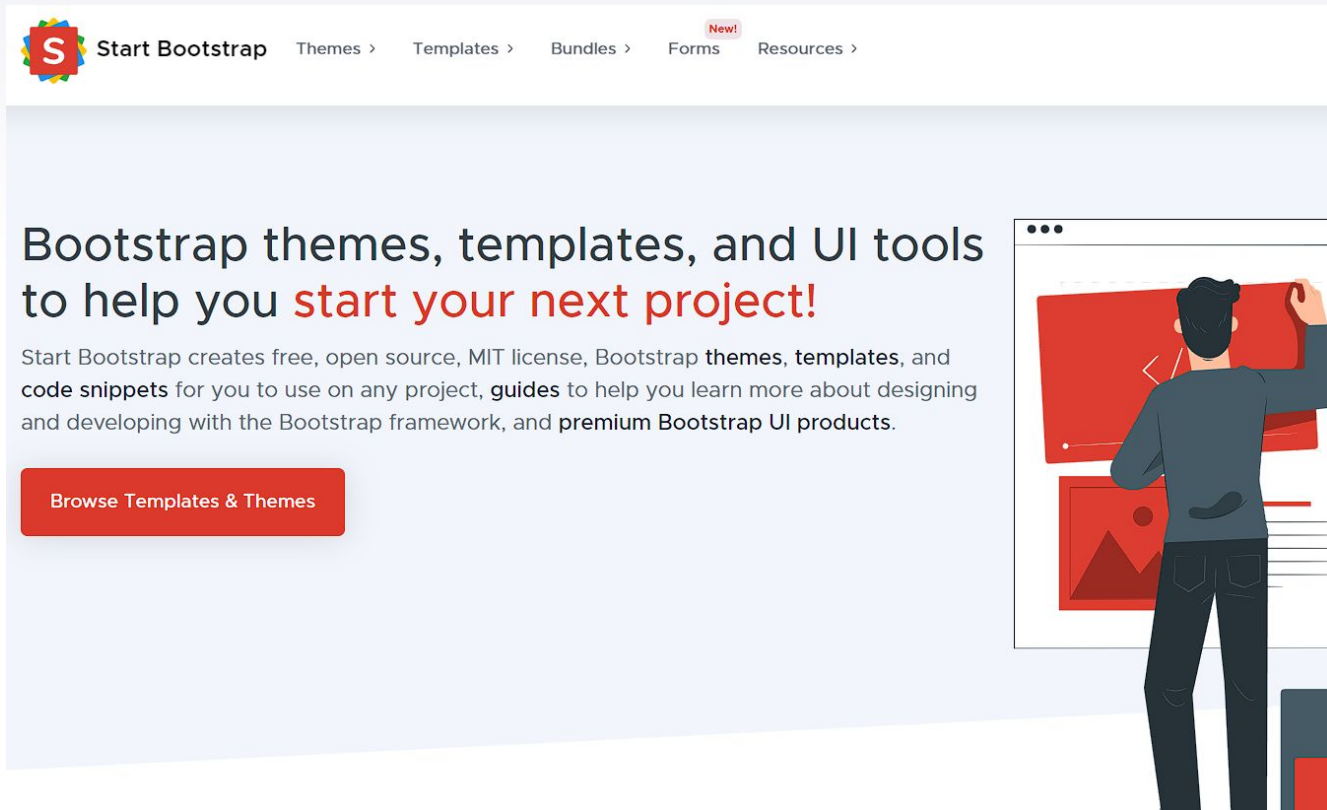 New!
S Start Bootstrap Themes > Templates > Bundles > Forms Resources >
Bootstrap themes, templates, and UI tools
to help you start your next project!
Start Bootstrap creates free, open source, MIT license, Bootstrap themes, templates, and
code snippets for you to use on any project, guides to help you learn more about designing
and developing with the Bootstrap framework, and premium Bootstrap UI products.
Browse Templates & Themes